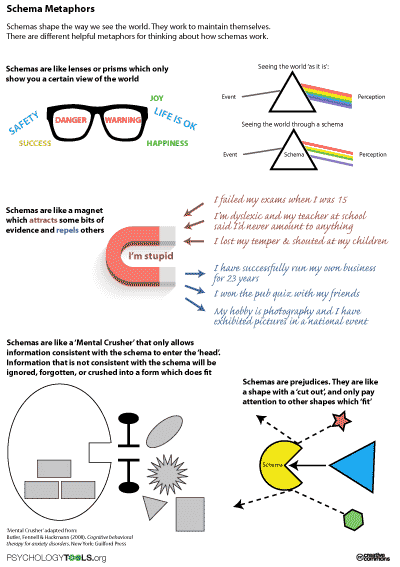 Schema Metaphors
Schemas shape the way we see the world. They work to maintain themselves.
There are different helpful metaphors for thinking about how schemas work.
Schemas are like lenses or prisms which only
show you a certain view of the world
SAFETY
SUCCESS
DANGER
WARNING
JOY
LIFE IS OK
HAPPINESS
Seeing the world 'as it is':
Event
Perception
Seeing the world through a schema
Event
Schema
Perception
Schemas are like a magnet
which attracts some bits of
evidence and repels others
I'm stupid
I failed my exams when I was 15
I'm dyslexic and my teacher at school
said I'd never amount to anything
I lost my temper & shouted at my children
I have successfully run my own business
for 23 years
I won the pub quiz with my friends
My hobby is photography and I have
exhibited pictures in a national event
Schemas are like a 'Mental Crusher' that only allows
information consistent with the schema to enter the 'head'.
Information that is not consistent with the schema will be
ignored, forgotten, or crushed into a form which does fit
Schemas are prejudices. They are like
a shape with a 'cut out', and only pay
attention to other shapes which 'fit'
Schema
'Mental Crusher' adapted from:
Butler, Fennell & Hackmann (2008). Cognitive behavioral
therapy for anxiety disorders. New York: Guilford Press
PSYCHOLOGYTOOLS.org
creative
commons